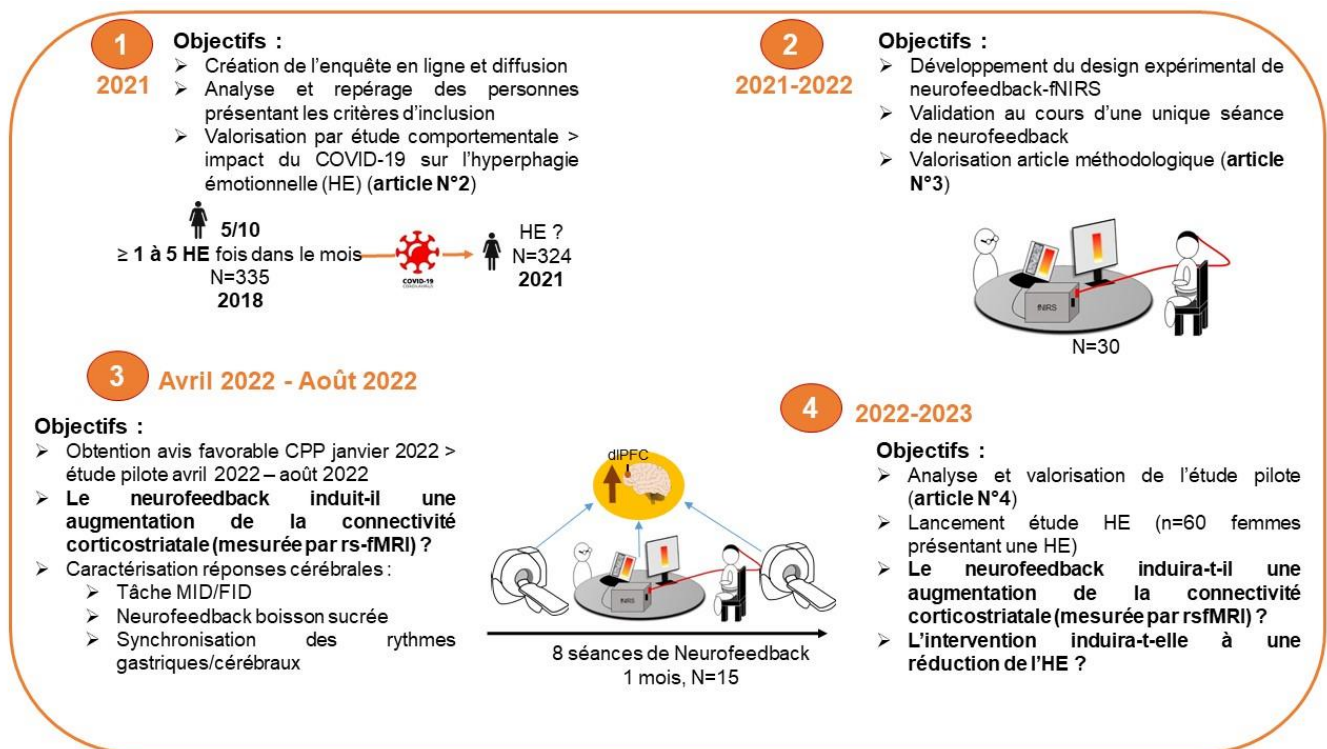 1
2021
Objectifs :
➢ Création de l'enquête en ligne et diffusion
➢ Analyse et repérage des personnes
présentant les critères d'inclusion
➢ Valorisation par étude comportementale >
impact du COVID-19 sur l'hyperphagie
émotionnelle (HE) (article N°2)
5/10
≥ 1 à 5 HE fois dans le mois
N=335
2018
COVID-19
CORONAVIRUS
HE ?
N=324
2021
2
2021-2022
Objectifs :
➢ Développement du design expérimental de
neurofeedback-fNIRS
➢ Validation au cours d'une unique séance
de neurofeedback
➢ Valorisation article méthodologique (article
N°3)
fNIRS
N=30
3
Avril 2022 - Août 2022
Objectifs :
➢ Obtention avis favorable CPP janvier 2022 >
étude pilote avril 2022 – août 2022
➢ Le neurofeedback induit-il une
augmentation de la connectivité
corticostriatale (mesurée par rs-fMRI) ?
➢ Caractérisation réponses cérébrales :
➢ Tâche MID/FID
➢ Neurofeedback boisson sucrée
➢ Synchronisation des rythmes
gastriques/cérébraux
dlPFC
fNIRS
8 séances de Neurofeedback
1 mois, N=15
4
2022-2023
Objectifs :
➢ Analyse et valorisation de l'étude pilote
(article N°4)
➢ Lancement étude HE (n=60 femmes
présentant une HE)
➢ Le neurofeedback induira-t-il une
augmentation de la connectivité
corticostriatale (mesurée par rsfMRI) ?
➢ L'intervention induira-t-elle à une
réduction de l'HE ?